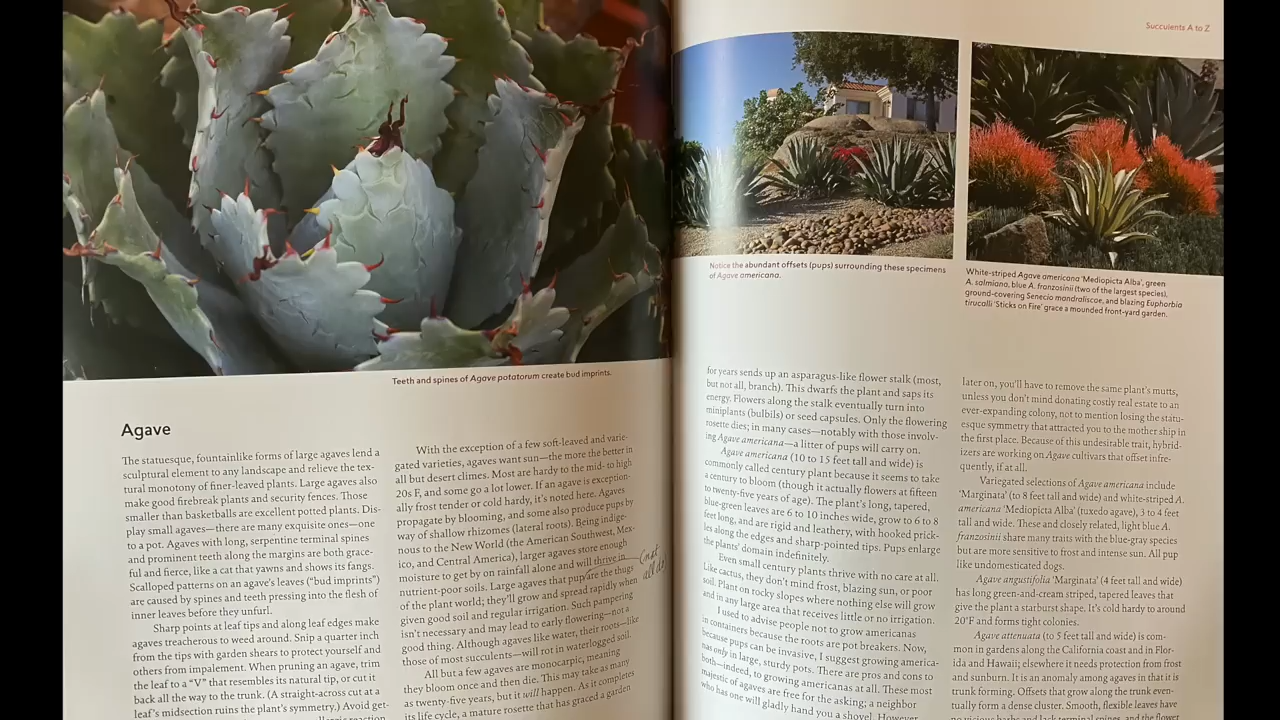 Teeth and spines of Agave potatorum create bud imprints.
Agave
The statuesque, fountainlike forms of large agaves lend a
sculptural element to any landscape and relieve the tex-
tural monotony of finer-leaved plants. Large agaves also
make good firebreak plants and security fences. Those
smaller than basketballs are excellent potted plants. Dis-
play small agaves—there are many exquisite ones—one
to a pot. Agaves with long, serpentine terminal spines
and prominent teeth along the margins are both grace-
ful and fierce, like a cat that yawns and shows its fangs.
Scalloped patterns on an agave's leaves ("bud imprints")
are caused by spines and teeth pressing into the flesh of
inner leaves before they unfurl.
Sharp points at leaf tips and along leaf edges make
agaves treacherous to weed around. Snip a quarter inch
from the tips with garden shears to protect yourself and
others from impalement. When pruning an agave, trim
the leaf to a "V" that resembles its natural tip, or cut it
back all the way to the trunk. (A straight-across cut at a
leaf's midsection ruins the plant's symmetry.) Avoid get-
With the exception of a few soft-leaved and varie-
gated varieties, agaves want sun—the more the better in
all but desert climes. Most are hardy to the mid- to high
20s F, and some go a lot lower. If an agave is exception-
ally frost tender or cold hardy, it's noted here. Agaves
propagate by blooming, and some also produce pups by
way of shallow rhizomes (lateral roots). Being indige-
nous to the New World (the American Southwest, Mex-
ico, and Central America), larger agaves store enough
moisture to get by on rainfall alone and will thrive in
nutrient-poor soils. Large agaves that pup are the thugs
of the plant world; they'll grow and spread rapidly when
given good soil and regular irrigation. Such pampering
isn't necessary and may lead to early flowering—not a
good thing. Although agaves like water, their roots—like
those of most succulents—will rot in waterlogged soil.
All but a few agaves are monocarpic, meaning
they bloom once and then die. This may take as many
as twenty-five years, but it will happen. As it completes
its life cycle, a mature rosette that has graced a garden
(not
all do)
Succulents A to Z
Notice the abundant offsets (pups) surrounding these specimens
of Agave americana.
White-striped Agave americana 'Mediopicta Alba', green
A. salmiana, blue A. franzosinii (two of the largest species),
ground-covering Senecio mandraliscae, and blazing Euphorbia
tirucalli 'Sticks on Fire' grace a mounded front-yard garden.
for years sends up an asparagus-like flower stalk (most,
but not all, branch). This dwarfs the plant and saps its
energy. Flowers along the stalk eventually turn into
miniplants (bulbils) or seed capsules. Only the flowering
rosette dies; in many cases—notably with those involv-
ing Agave americana—a litter of pups will carry on.
Agave americana (10 to 15 feet tall and wide) is
commonly called century plant because it seems to take
a century to bloom (though it actually flowers at fifteen
to twenty-five years of age). The plant's long, tapered,
blue-green leaves are 6 to 10 inches wide, grow to 6 to 8
feet long, and are rigid and leathery, with hooked prick-
les along the edges and sharp-pointed tips. Pups enlarge
the plants' domain indefinitely.
Even small century plants thrive with no care at all.
Like cactus, they don't mind frost, blazing sun, or poor
soil. Plant on rocky slopes where nothing else will grow
and in any large area that receives little or no irrigation.
I used to advise people not to grow americanas
in containers because the roots are pot breakers. Now,
because pups can be invasive, I suggest growing america-
nas only in large, sturdy pots. There are pros and cons to
both—indeed, to growing americanas at all. These most
majestic of agaves are free for the asking; a neighbor
who has one will gladly hand you a shovel. However,
later on, you'll have to remove the same plant's mutts,
unless you don't mind donating costly real estate to an
ever-expanding colony, not to mention losing the statu-
esque symmetry that attracted you to the mother ship in
the first place. Because of this undesirable trait, hybrid-
izers are working on Agave cultivars that offset infre-
quently, if at all.
Variegated selections of Agave americana include
'Marginata' (to 8 feet tall and wide) and white-striped A.
americana 'Mediopicta Alba' (tuxedo agave), 3 to 4 feet
tall and wide. These and closely related, light blue A.
franzosinii share many traits with the blue-gray species
but are more sensitive to frost and intense sun. All pup
like undomesticated dogs.
Agave angustifolia 'Marginata' (4 feet tall and wide)
has long green-and-cream striped, tapered leaves that
give the plant a starburst shape. It's cold hardy to around
20°F and forms tight colonies.
Agave attenuata (to 5 feet tall and wide) is com-
mon in gardens along the California coast and in Flor-
ida and Hawaii; elsewhere it needs protection from frost
and sunburn. It is an anomaly among agaves in that it is
trunk forming. Offsets that grow along the trunk even-
tually form a dense cluster. Smooth, flexible leaves have